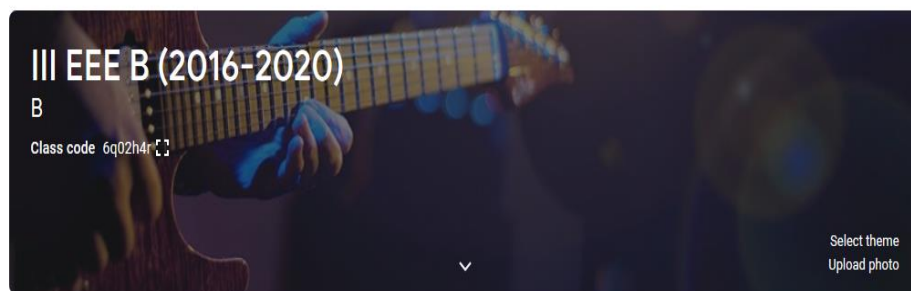 III EEE B (2016-2020)
B
Class code 6q02h4r
Select theme
Upload photo